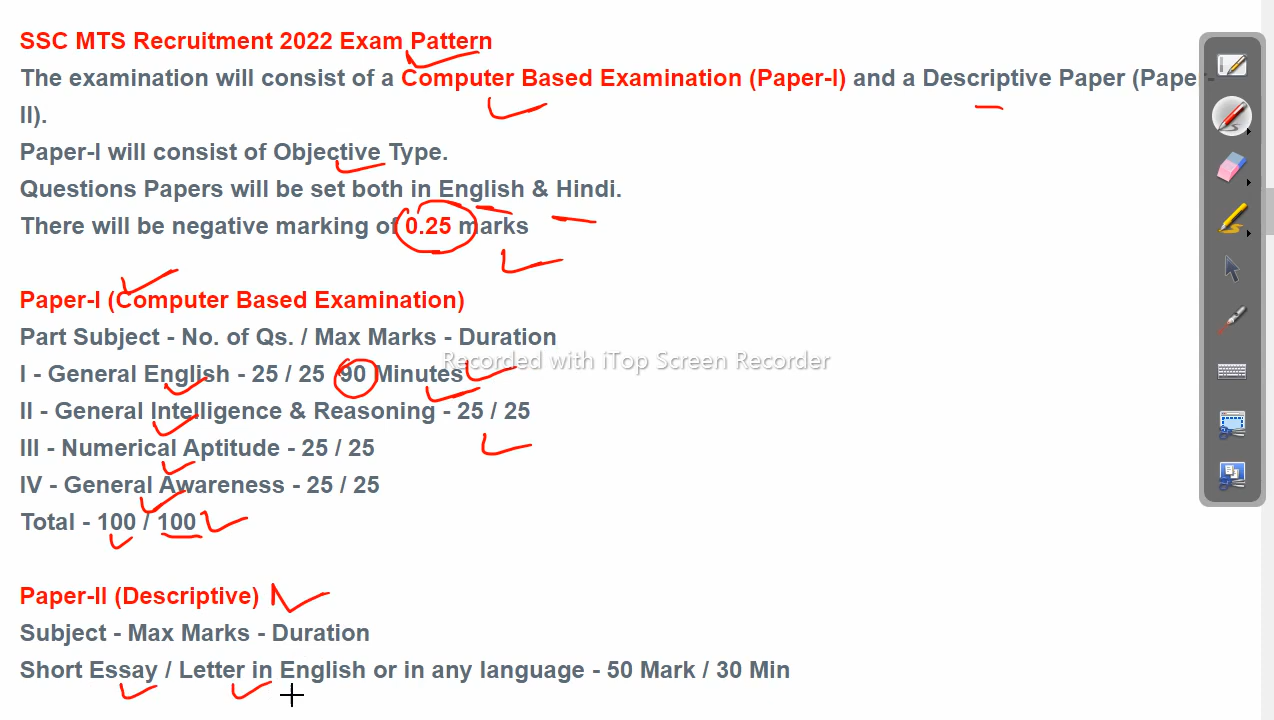 SSC MTS Recruitment 2022 Exam Pattern
The examination will consist of a Computer Based Examination (Paper-I) and a Descriptive Paper (Paper-
II).
Paper-I will consist of Objective Type.
Questions Papers will be set both in English & Hindi.
There will be negative marking of 0.25 marks
Paper-I (Computer Based Examination)
Part Subject - No. of Qs. / Max Marks - Duration
Recorded with iTop Screen Recorder
I - General English - 25 / 25 90 Minutes
II - General Intelligence & Reasoning - 25 / 25
III - Numerical Aptitude - 25 / 25
IV - General Awareness - 25 / 25
Total - 100 / 100
Paper-II (Descriptive)
Subject - Max Marks - Duration
Short Essay / Letter in English or in any language - 50 Mark / 30 Min